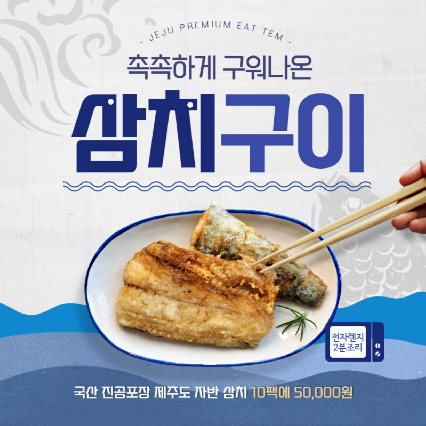 - JEJU PREMIUM EAT TEM -
촉촉하게 구워나온
삼치구이
전자렌지
2분조리
국산 진공포장 제주도 자반 삼치 10팩에 50,000원